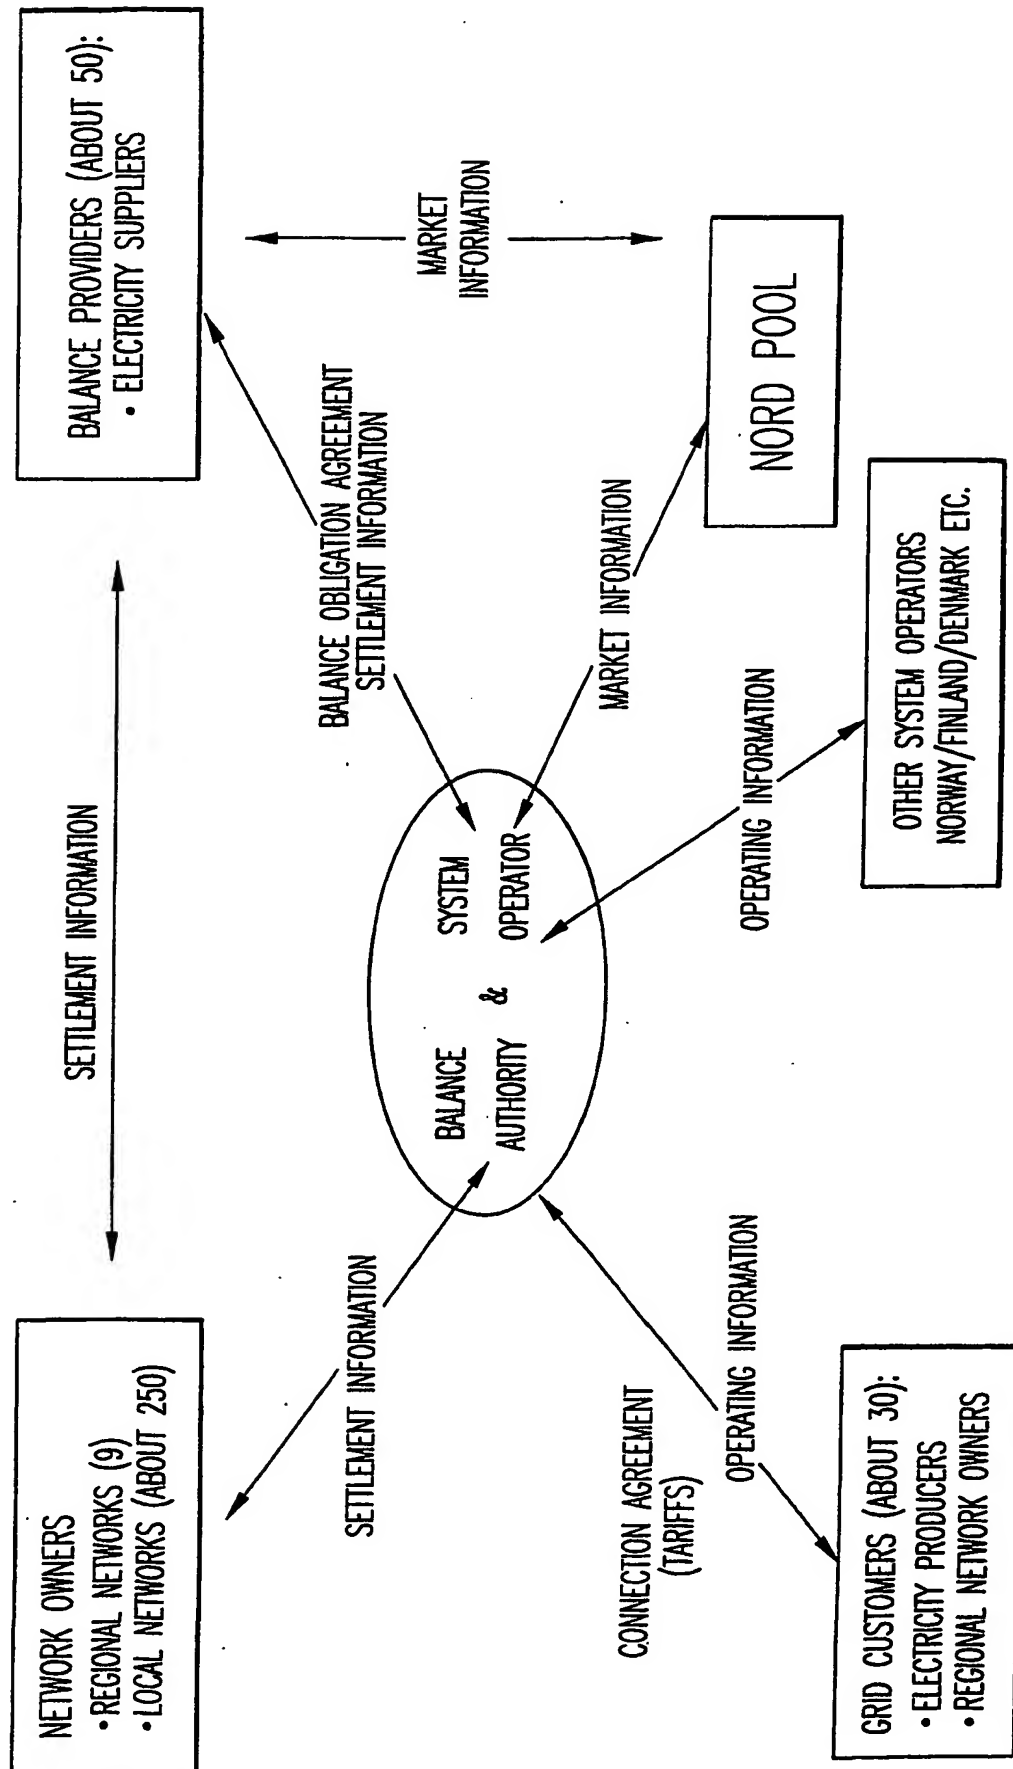 NETWORK OWNERS
• REGIONAL NETWORKS (9)
• LOCAL NETWORKS (ABOUT 250)
SETTLEMENT INFORMATION
BALANCE PROVIDERS (ABOUT 50):
• ELECTRICITY SUPPLIERS
SETTLEMENT INFORMATION
BALANCE OBLIGATION AGREEMENT
SETTLEMENT INFORMATION
MARKET
INFORMATION
BALANCE SYSTEM
AUTHORITY & OPERATOR
MARKET INFORMATION
NORD POOL
CONNECTION AGREEMENT
(TARIFFS)
OPERATING INFORMATION
OPERATING INFORMATION
GRID CUSTOMERS (ABOUT 30):
• ELECTRICITY PRODUCERS
• REGIONAL NETWORK OWNERS
OTHER SYSTEM OPERATORS
NORWAY/FINLAND/DENMARK ETC.